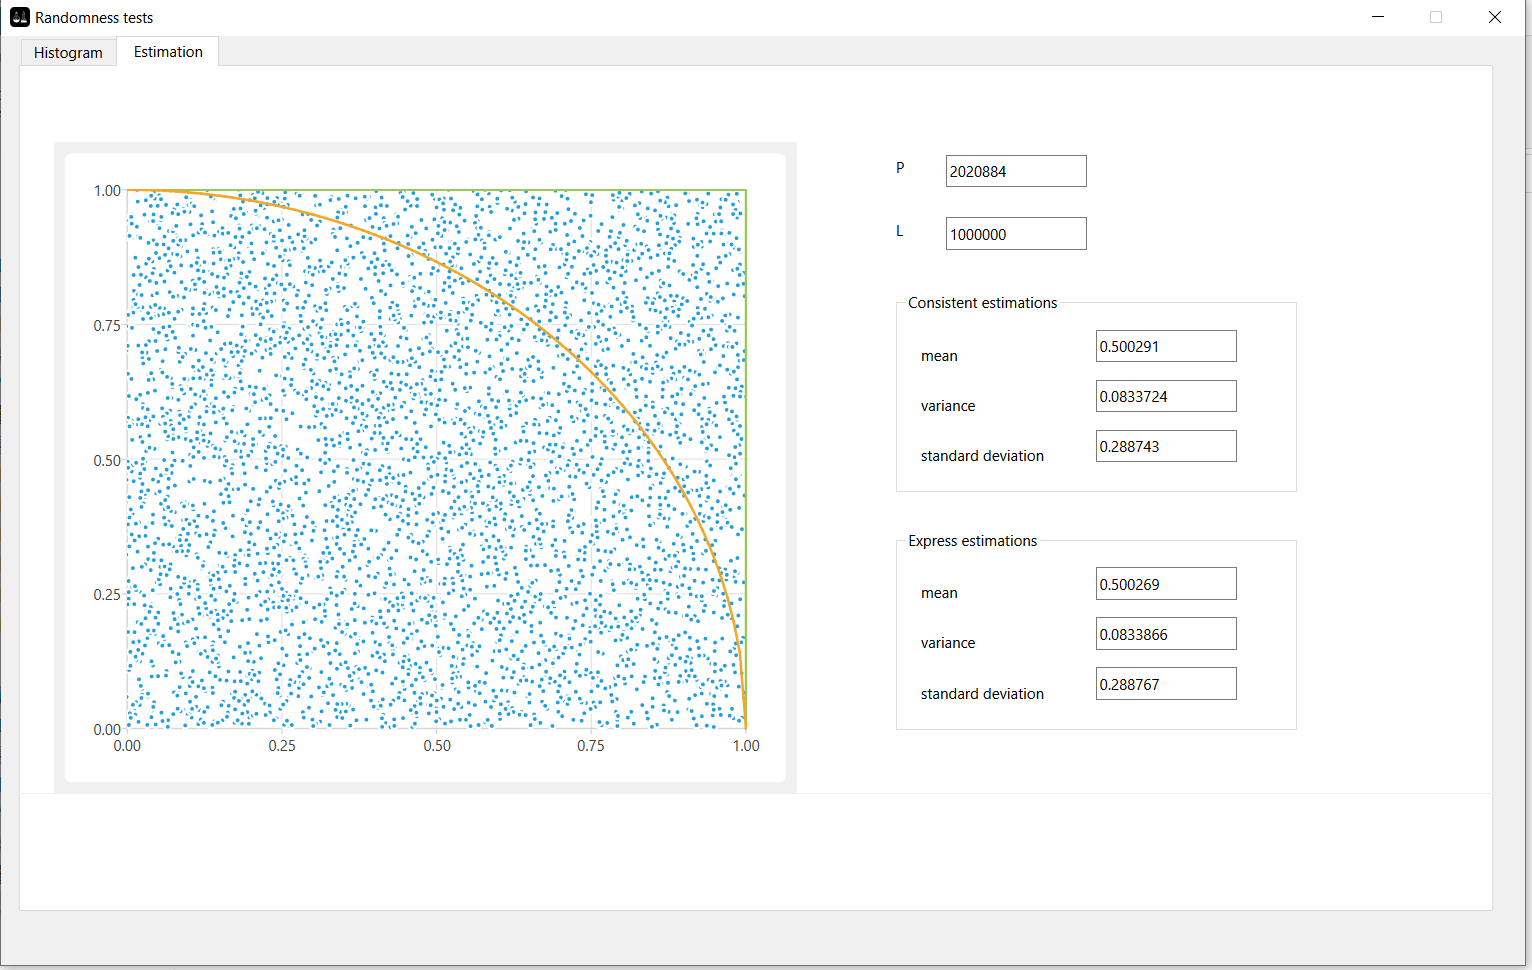 Randomness tests
Histogram
Estimation
1.00
0.75
0.50
0.25
0.00
0.00 0.25 0.50 0.75 1.00
P 2020884
L 1000000
Consistent estimations
mean 0.500291
variance 0.0833724
standard deviation 0.288743
Express estimations
mean 0.500269
variance 0.0833866
standard deviation 0.288767